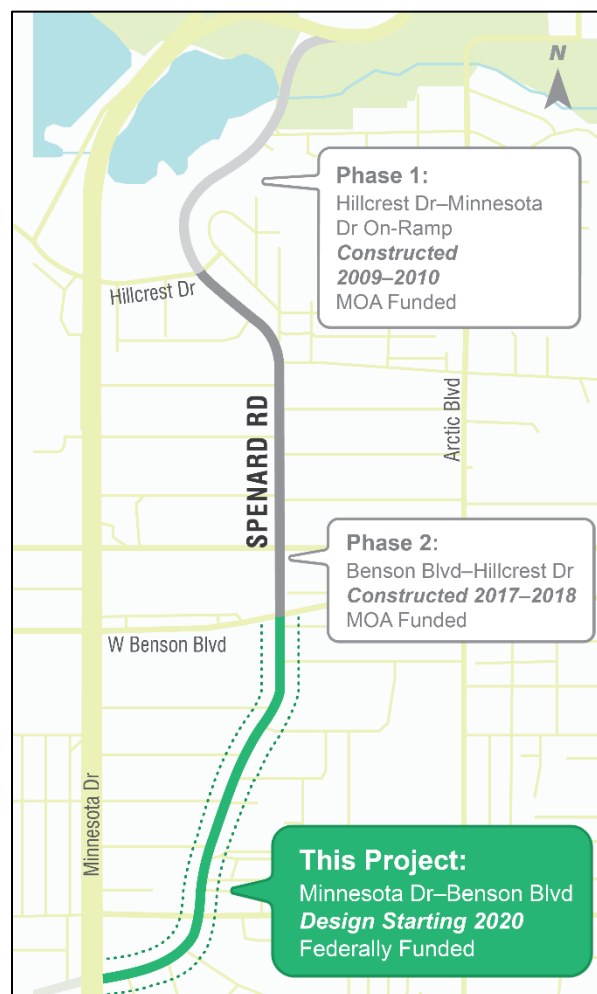 N
Phase 1:
Hillcrest Dr–Minnesota
Dr On-Ramp
Constructed
2009–2010
MOA Funded
Hillcrest Dr
SPENARD RD
Arctic Blvd
Phase 2:
Benson Blvd–Hillcrest Dr
Constructed 2017–2018
MOA Funded
W Benson Blvd
Minnesota Dr
This Project:
Minnesota Dr–Benson Blvd
Design Starting 2020
Federally Funded